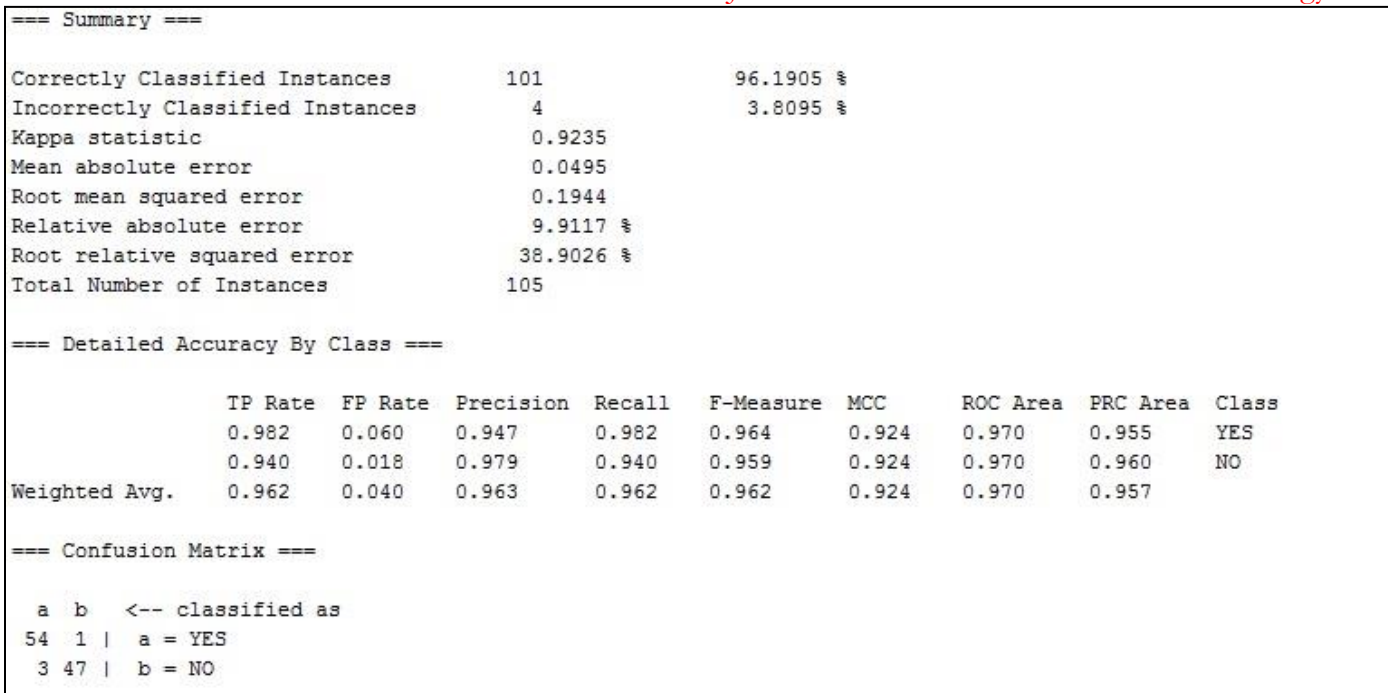 === Summary ===
Correctly Classified Instances 101 96.1905 %
Incorrectly Classified Instances 4 3.8095 %
Kappa statistic 0.9235
Mean absolute error 0.0495
Root mean squared error 0.1944
Relative absolute error 9.9117 %
Root relative squared error 38.9026 %
Total Number of Instances 105
=== Detailed Accuracy By Class ===
TP Rate FP Rate Precision Recall F-Measure MCC ROC Area PRC Area Class
0.982 0.060 0.947 0.982 0.964 0.924 0.970 0.955 YES
0.940 0.018 0.979 0.940 0.959 0.924 0.970 0.960 NO
Weighted Avg. 0.962 0.040 0.963 0.962 0.962 0.924 0.970 0.957
=== Confusion Matrix ===
a b <-- classified as
54 1 | a = YES
3 47 | b = NO